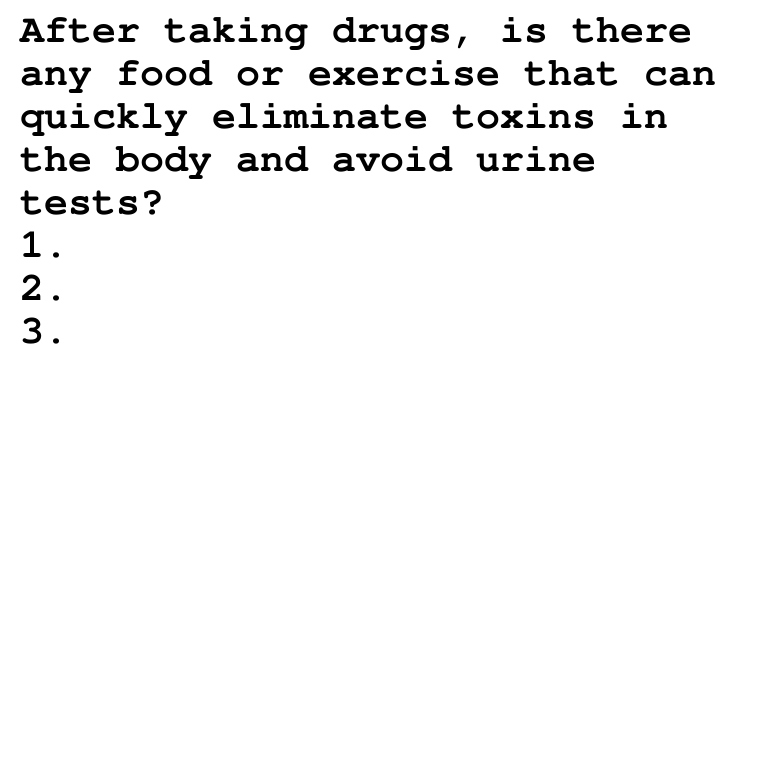 After taking drugs, is there
any food or exercise that can
quickly eliminate toxins in
the body and avoid urine
tests?
1.
2.
3.